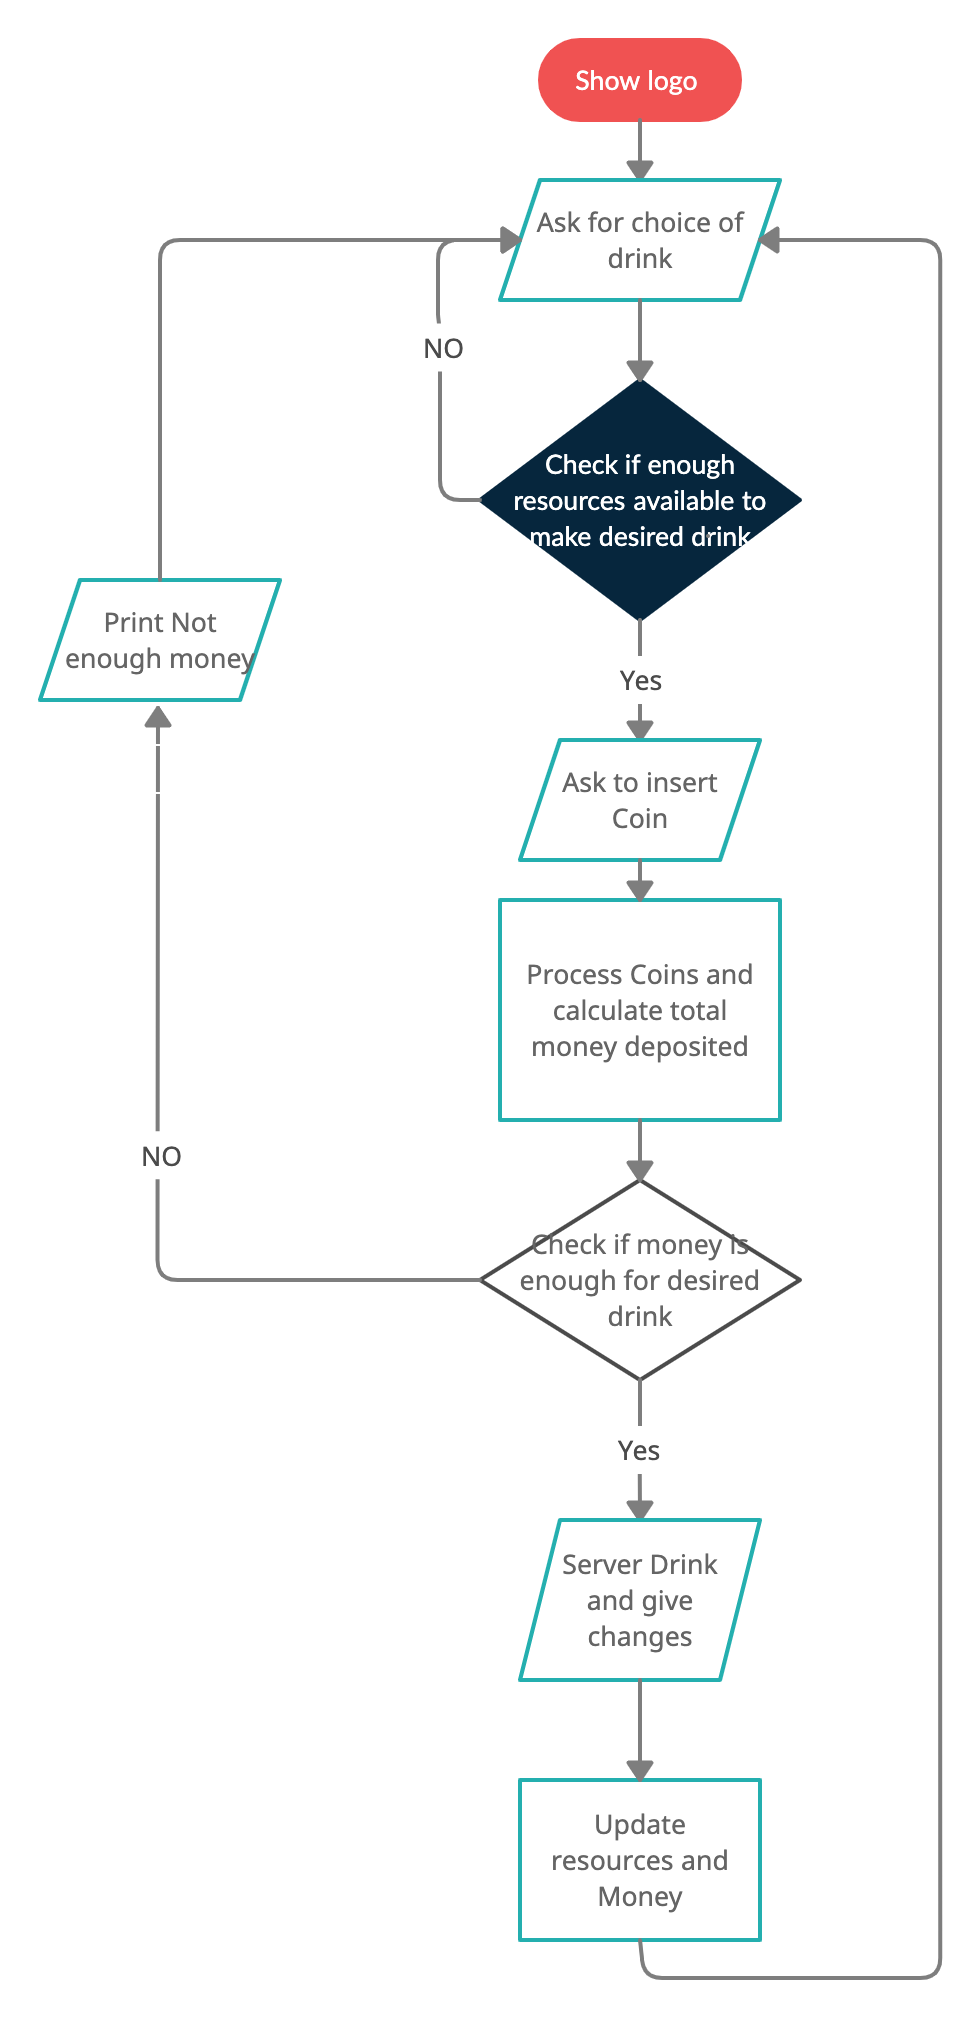 Show logo
Ask for choice of
drink
NO
Check if enough
resources available to
make desired drink
Print Not
enough money
Yes
Ask to insert
Coin
Process Coins and
calculate total
money deposited
NO
Check if money is
enough for desired
drink
Yes
Server Drink
and give
changes
Update
resources and
Money